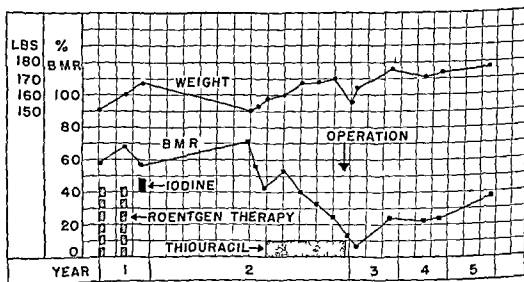 LBS %
180 BMR
170
160 100
150
80
60
40
20
0
WEIGHT
BMR
OPERATION
IODINE
ROENTGEN THERAPY
THIOURACIL
YEAR 1 2 3 4 5